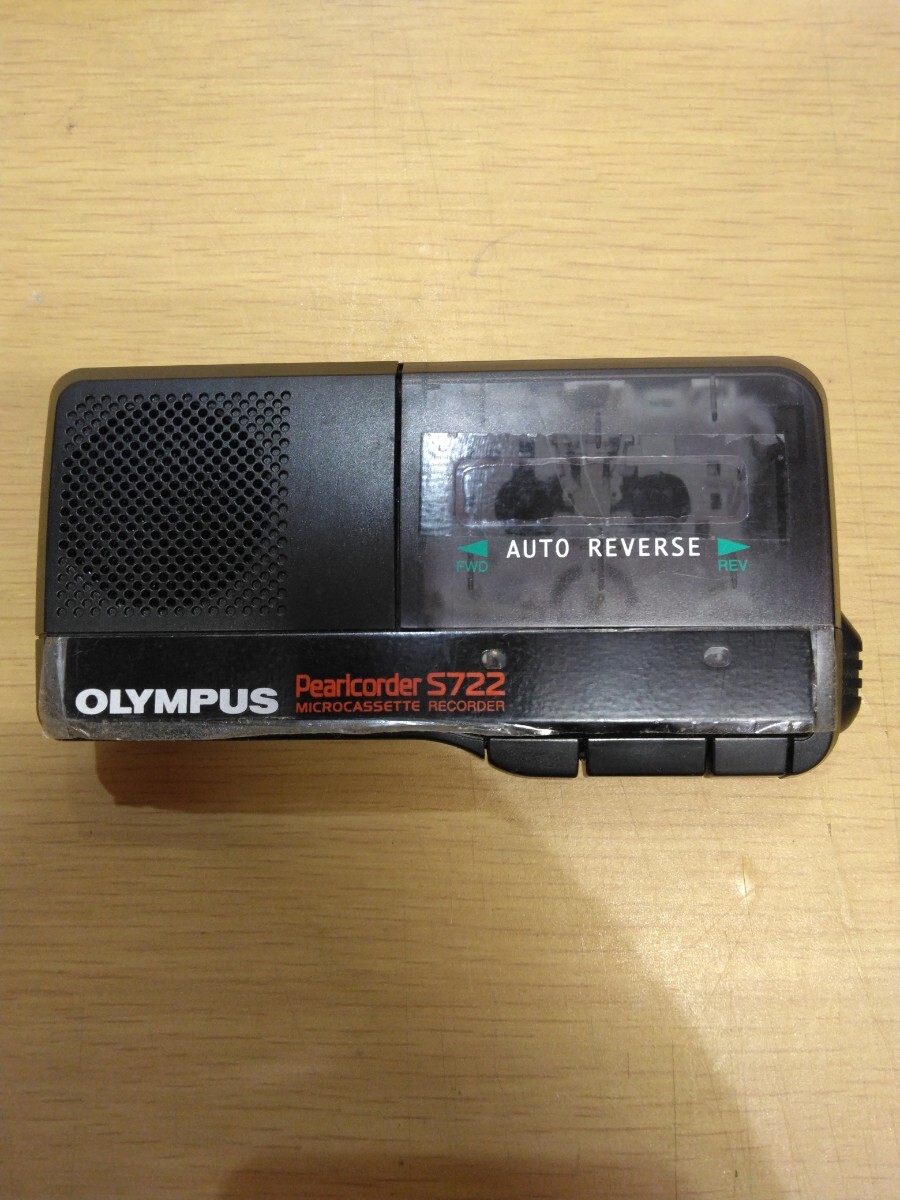 AUTO REVERSE
FWD
REV
OLYMPUS
Pearlcorder S722
MICROCASSETTE RECORDER